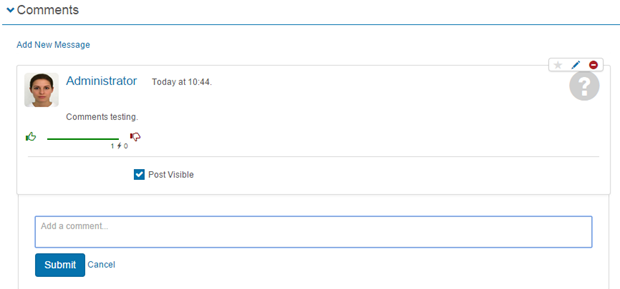 Comments
Add New Message
Administrator Today at 10:44.
?
Comments testing.
1 0
Post Visible
Add a comment...
Submit Cancel